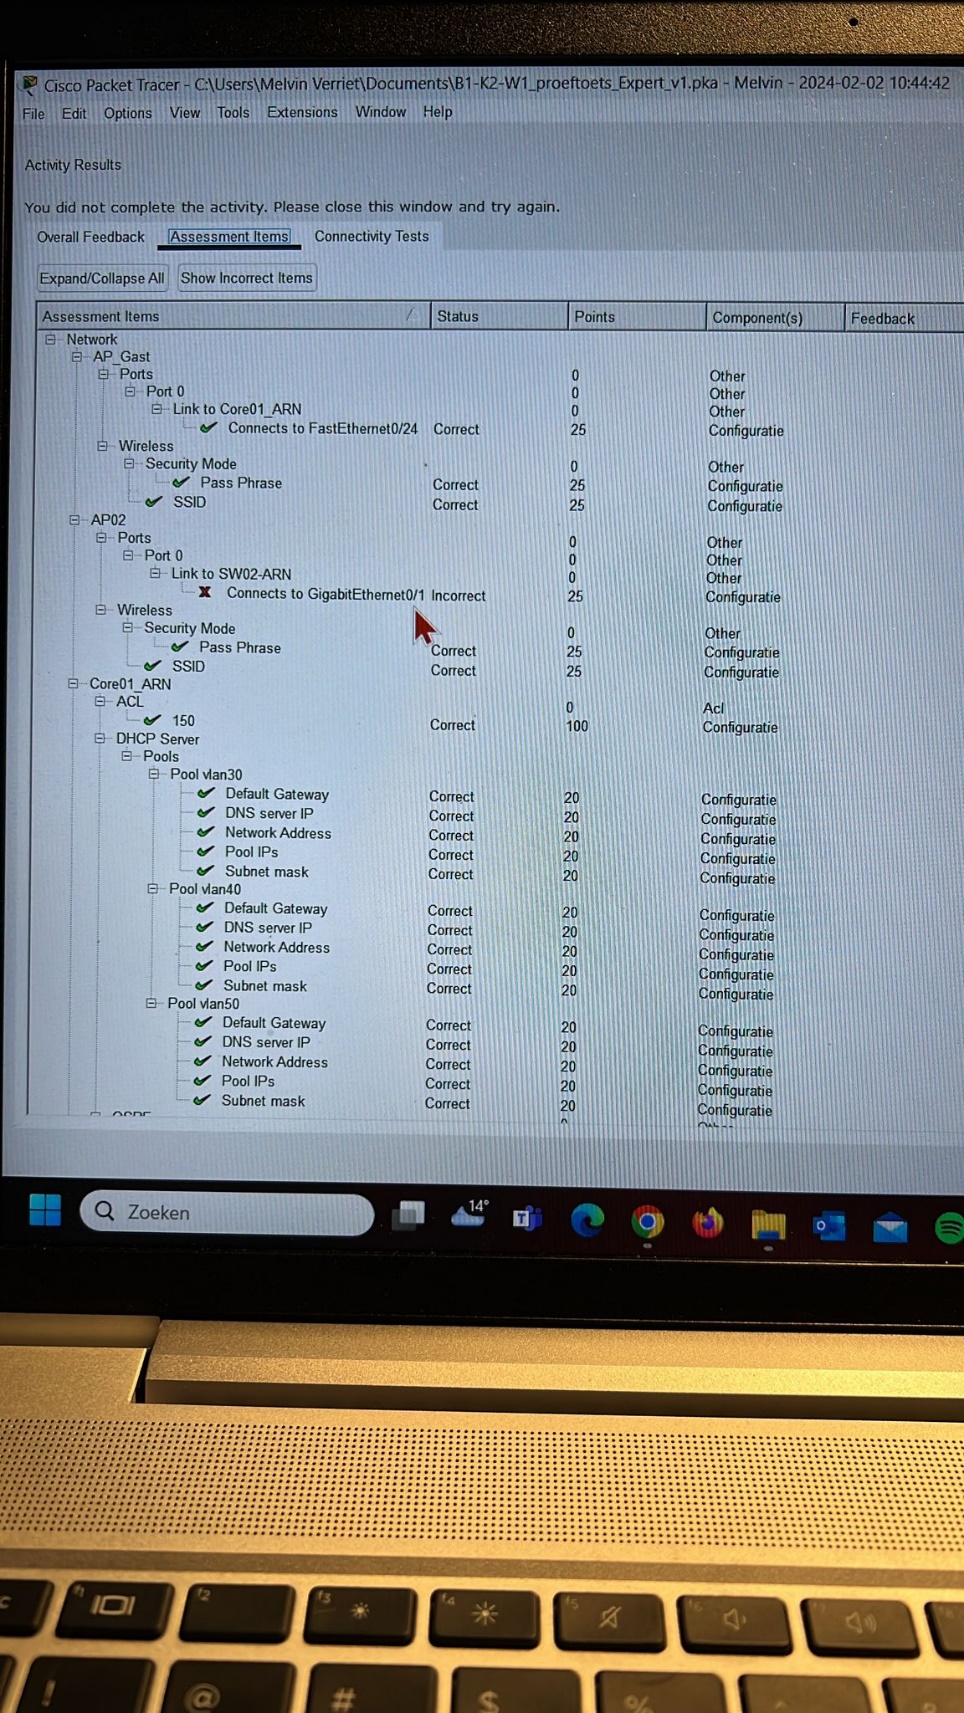 Cisco Packet Tracer - C:\Users\Melvin Verriet\Documents\B1-K2-W1_proeftoets_Expert_v1.pka - Melvin - 2024-02-02 10:44:42
File Edit Options View Tools Extensions Window Help
Activity Results
You did not complete the activity. Please close this window and try again.
Overall Feedback Assessment Items Connectivity Tests
Expand/Collapse All Show Incorrect Items
Assessment Items Status Points Component(s) Feedback
Network
AP_Gast
Ports 0 Other
Port 0 0 Other
Link to Core01_ARN 0 Other
Connects to FastEthernet0/24 Correct 25 Configuratie
Wireless
Security Mode 0 Other
Pass Phrase Correct 25 Configuratie
SSID Correct 25 Configuratie
AP02
Ports 0 Other
Port 0 0 Other
Link to SW02-ARN 0 Other
Connects to GigabitEthernet0/1 Incorrect 25 Configuratie
Wireless
Security Mode 0 Other
Pass Phrase Correct 25 Configuratie
SSID Correct 25 Configuratie
Core01_ARN
ACL 0 Acl
150 Correct 100 Configuratie
DHCP Server
Pools
Pool vlan30
Default Gateway Correct 20 Configuratie
DNS server IP Correct 20 Configuratie
Network Address Correct 20 Configuratie
Pool IPs Correct 20 Configuratie
Subnet mask Correct 20 Configuratie
Pool vlan40
Default Gateway Correct 20 Configuratie
DNS server IP Correct 20 Configuratie
Network Address Correct 20 Configuratie
Pool IPs Correct 20 Configuratie
Subnet mask Correct 20 Configuratie
Pool vlan50
Default Gateway Correct 20 Configuratie
DNS server IP Correct 20 Configuratie
Network Address Correct 20 Configuratie
Pool IPs Correct 20 Configuratie
Subnet mask Correct 20 Configuratie
Zoeken 14°
f1 f2 f3 f4 f5
! @ # $ %